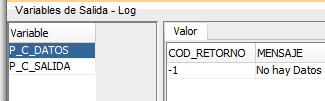 Variables de Salida - Log
Variable
P_C_DATOS
P_C_SALIDA
Valor
COD_RETORNO MENSAJE
-1 No hay Datos